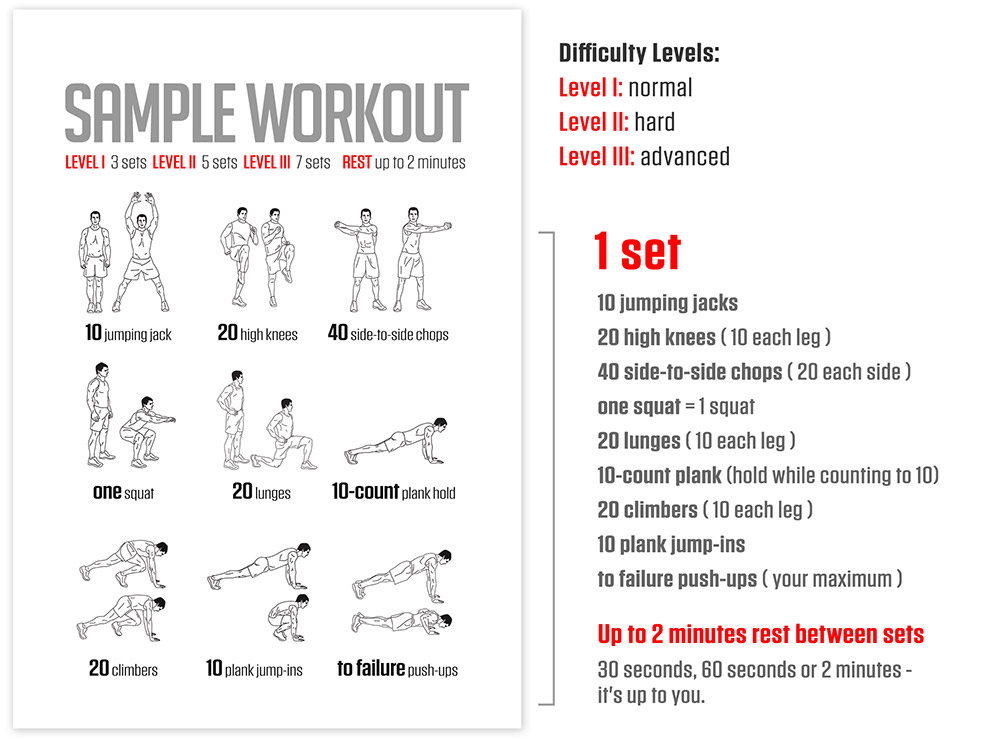 SAMPLE WORKOUT
LEVEL I 3 sets LEVEL II 5 sets LEVEL III 7 sets REST up to 2 minutes
10 jumping jack
20 high knees
40 side-to-side chops
one squat
20 lunges
10-count plank hold
20 climbers
10 plank jump-ins
to failure push-ups
Difficulty Levels:
Level I: normal
Level II: hard
Level III: advanced
1 set
10 jumping jacks
20 high knees ( 10 each leg )
40 side-to-side chops ( 20 each side )
one squat = 1 squat
20 lunges ( 10 each leg )
10-count plank (hold while counting to 10)
20 climbers ( 10 each leg )
10 plank jump-ins
to failure push-ups ( your maximum )
Up to 2 minutes rest between sets
30 seconds, 60 seconds or 2 minutes -
it's up to you.